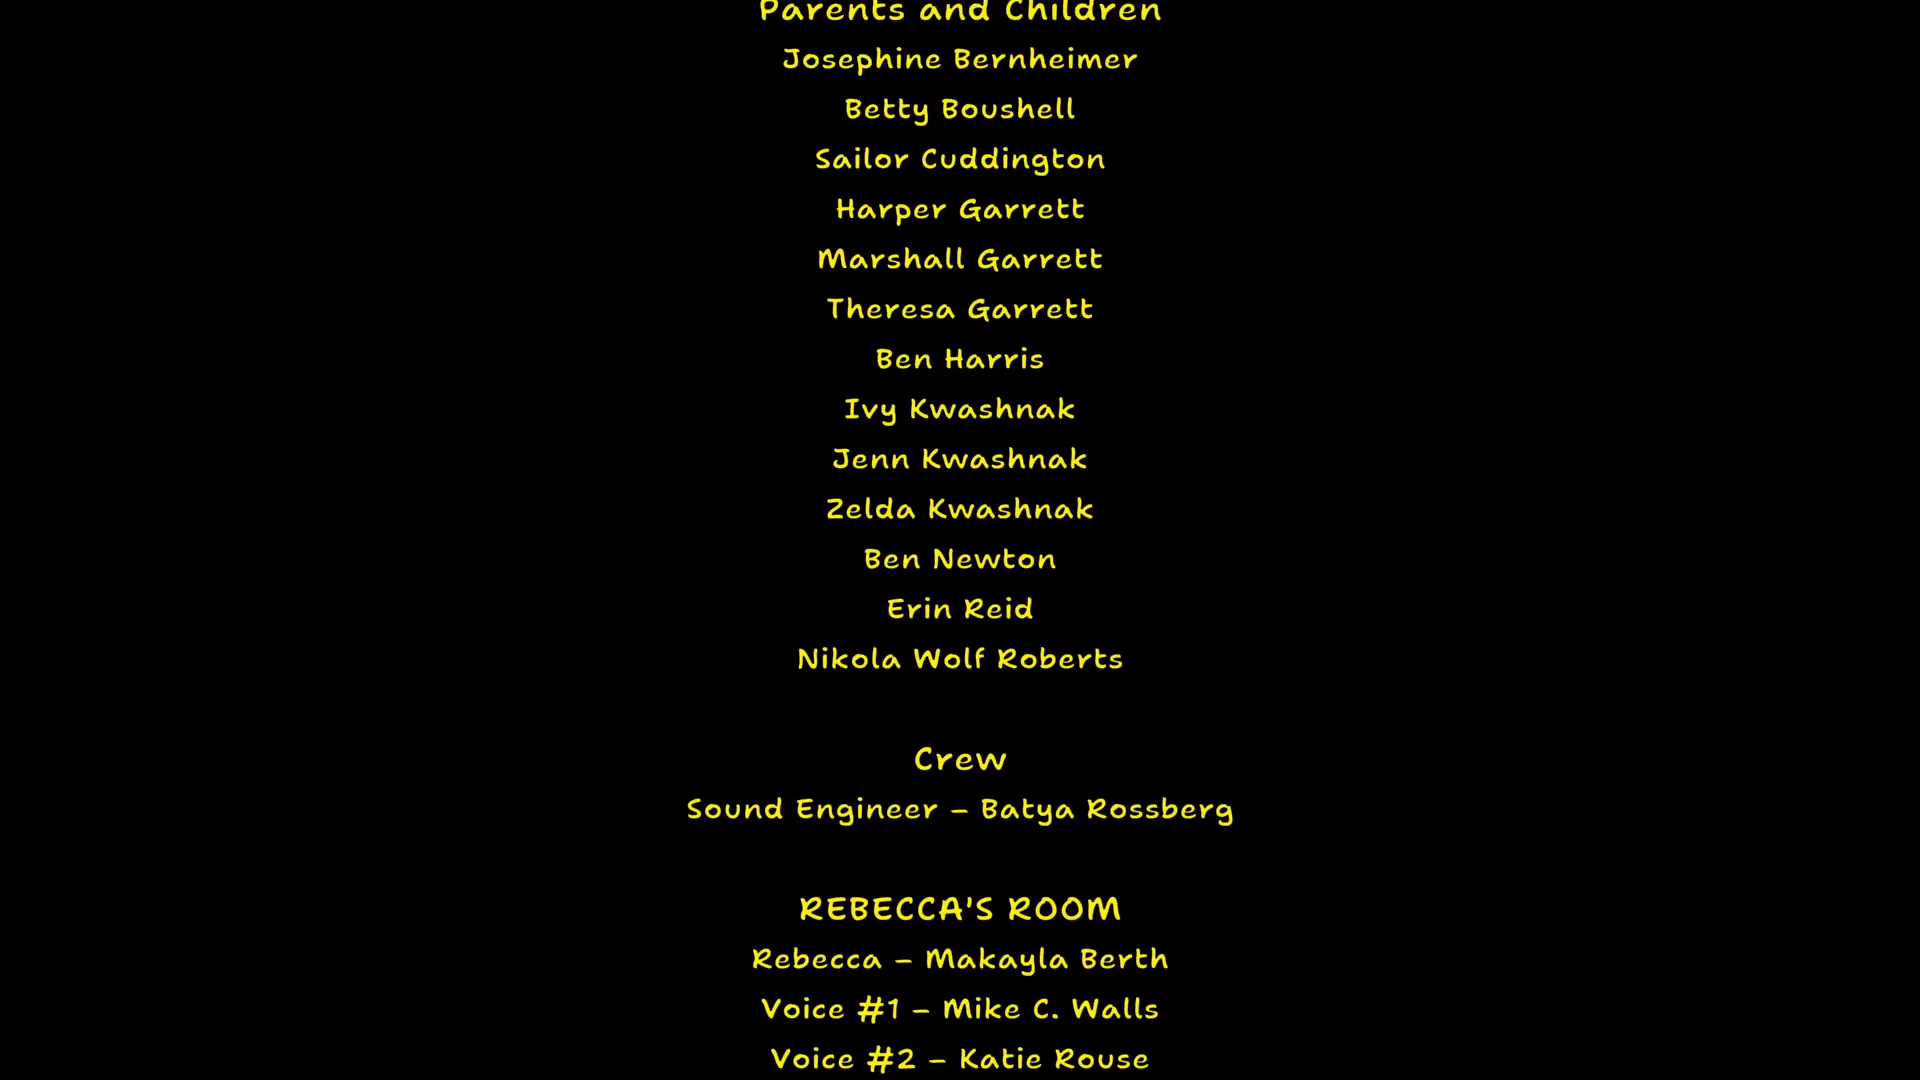 Parents and Children
Josephine Bernheimer
Betty Boushell
Sailor Cuddington
Harper Garrett
Marshall Garrett
Theresa Garrett
Ben Harris
Ivy Kwashnak
Jenn Kwashnak
Zelda Kwashnak
Ben Newton
Erin Reid
Nikola Wolf Roberts
Crew
Sound Engineer – Batya Rossberg
REBECCA'S ROOM
Rebecca – Makayla Berth
Voice #1 – Mike C. Walls
Voice #2 – Katie Rouse